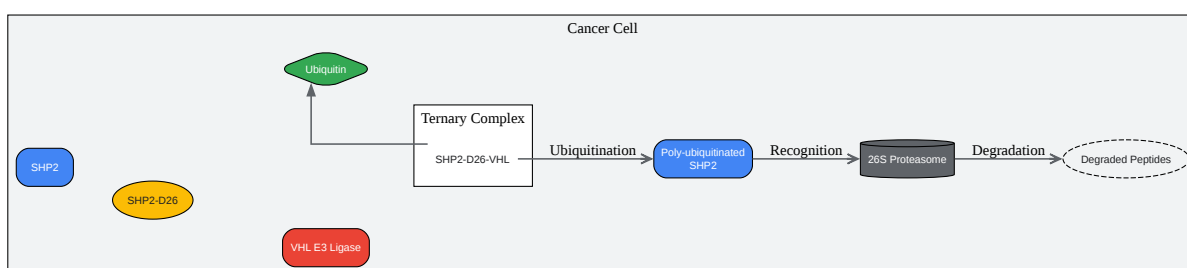 Cancer Cell
Ubiquitin
Ternary Complex
SHP2-D26-VHL
Ubiquitination
Poly-ubiquitinated
SHP2
Recognition
26S Proteasome
Degradation
Degraded Peptides
SHP2
SHP2-D26
VHL E3 Ligase